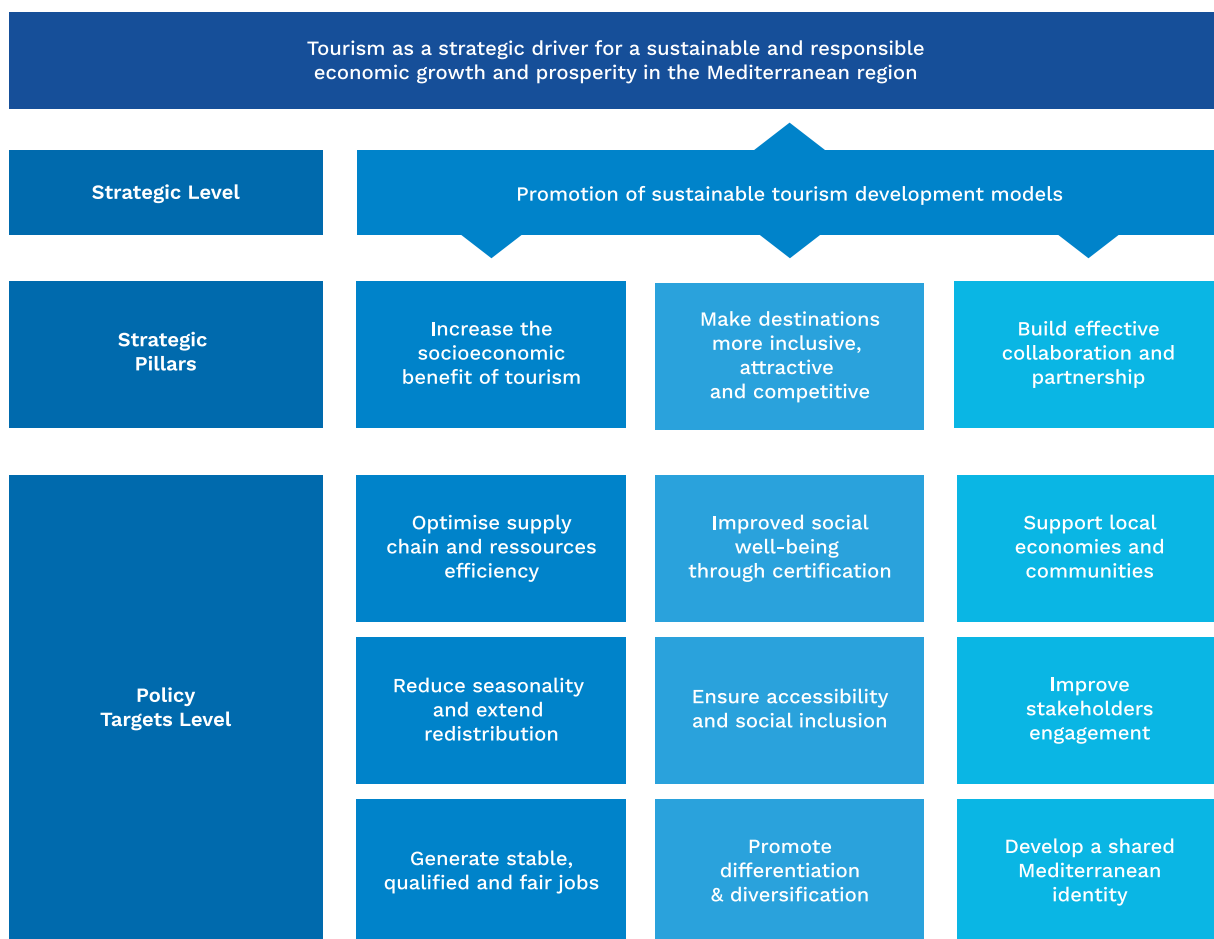 Tourism as a strategic driver for a sustainable and responsible
economic growth and prosperity in the Mediterranean region
Strategic Level
Promotion of sustainable tourism development models
Strategic
Pillars
Increase the
socioeconomic
benefit of tourism
Make destinations
more inclusive,
attractive
and competitive
Build effective
collaboration and
partnership
Policy
Targets Level
Optimise supply
chain and ressources
efficiency
Improved social
well-being
through certification
Support local
economies and
communities
Reduce seasonality
and extend
redistribution
Ensure accessibility
and social inclusion
Improve
stakeholders
engagement
Generate stable,
qualified and fair jobs
Promote
differentiation
& diversification
Develop a shared
Mediterranean
identity